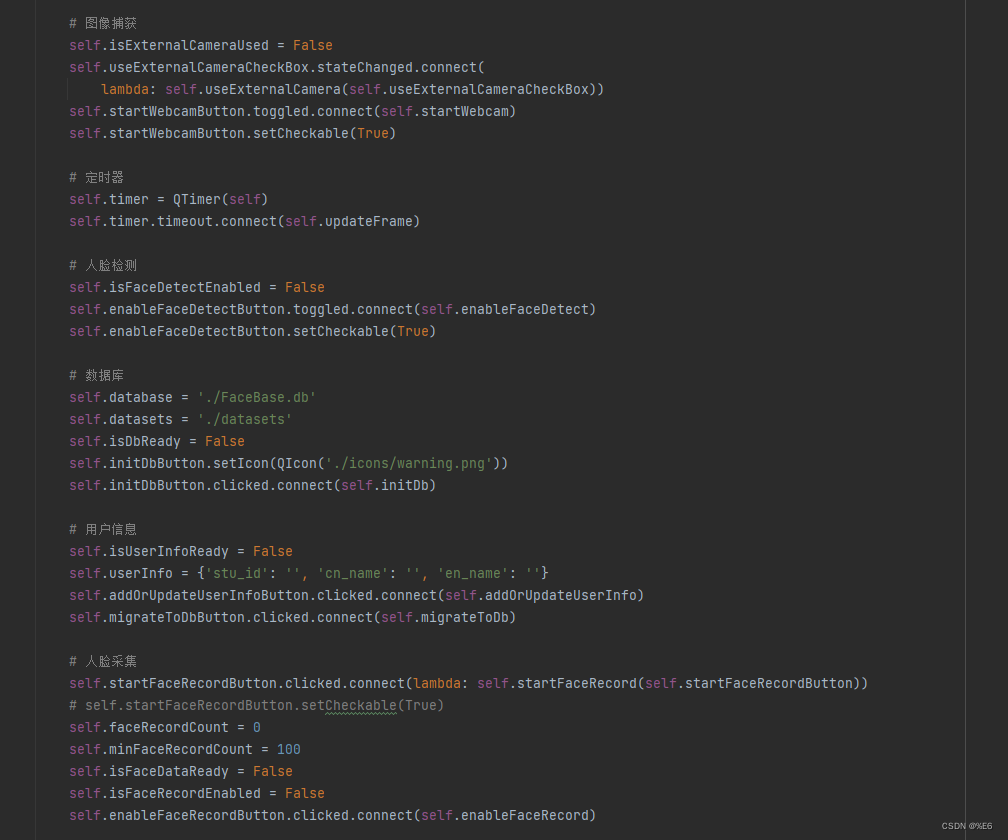 # 图像捕获
self.isExternalCameraUsed = False
self.useExternalCameraCheckBox.stateChanged.connect(
    lambda: self.useExternalCamera(self.useExternalCameraCheckBox))
self.startWebcamButton.toggled.connect(self.startWebcam)
self.startWebcamButton.setCheckable(True)

# 定时器
self.timer = QTimer(self)
self.timer.timeout.connect(self.updateFrame)

# 人脸检测
self.isFaceDetectEnabled = False
self.enableFaceDetectButton.toggled.connect(self.enableFaceDetect)
self.enableFaceDetectButton.setCheckable(True)

# 数据库
self.database = './FaceBase.db'
self.datasets = './datasets'
self.isDbReady = False
self.initDbButton.setIcon(QIcon('./icons/warning.png'))
self.initDbButton.clicked.connect(self.initDb)

# 用户信息
self.isUserInfoReady = False
self.userInfo = {'stu_id': '', 'cn_name': '', 'en_name': ''}
self.addOrUpdateUserInfoButton.clicked.connect(self.addOrUpdateUserInfo)
self.migrateToDbButton.clicked.connect(self.migrateToDb)

# 人脸采集
self.startFaceRecordButton.clicked.connect(lambda: self.startFaceRecord(self.startFaceRecordButton))
# self.startFaceRecordButton.setCheckable(True)
self.faceRecordCount = 0
self.minFaceRecordCount = 100
self.isFaceDataReady = False
self.isFaceRecordEnabled = False
self.enableFaceRecordButton.clicked.connect(self.enableFaceRecord)
CSDN @%E6